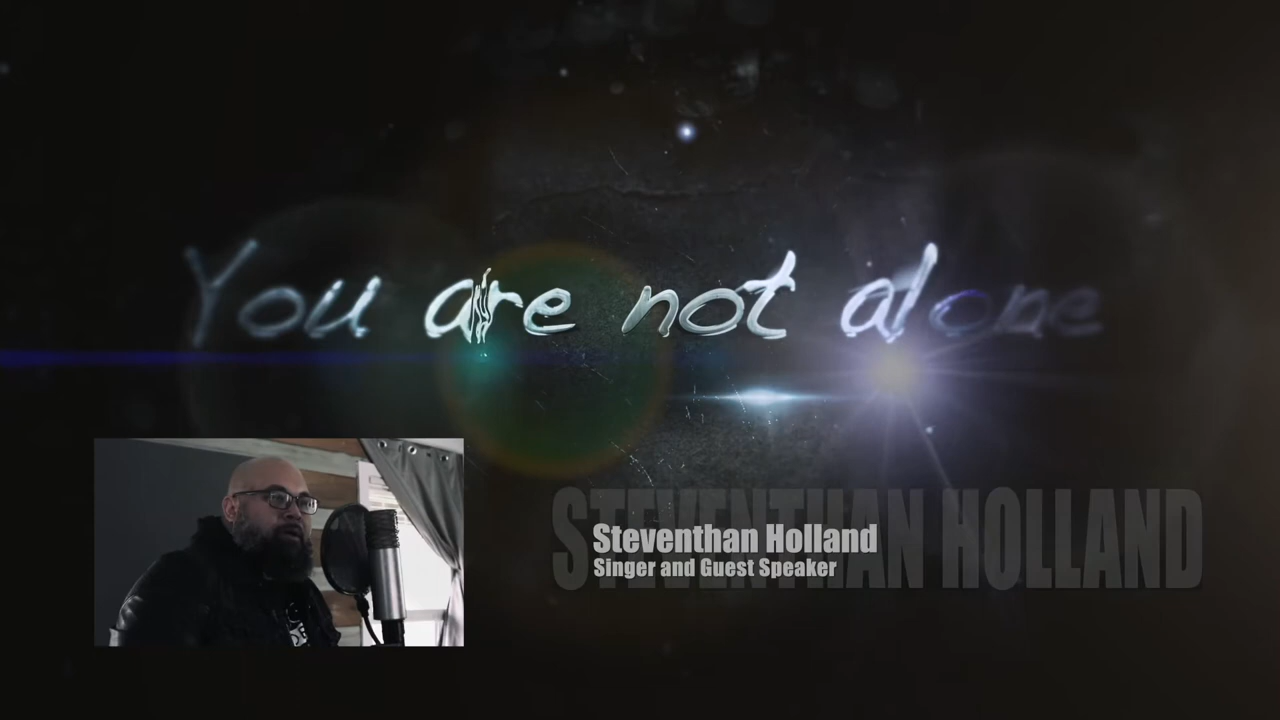 You are not alone
STEVENTHAN HOLLAND
Steventhan Holland
Singer and Guest Speaker